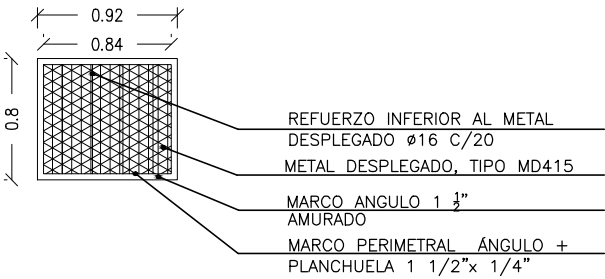 0.92
0.84
0.8
REFUERZO INFERIOR AL METAL
DESPLEGADO ø16 C/20
METAL DESPLEGADO, TIPO MD415
MARCO ANGULO 1 ½"
AMURADO
MARCO PERIMETRAL ÁNGULO +
PLANCHUELA 1 1/2"x 1/4"